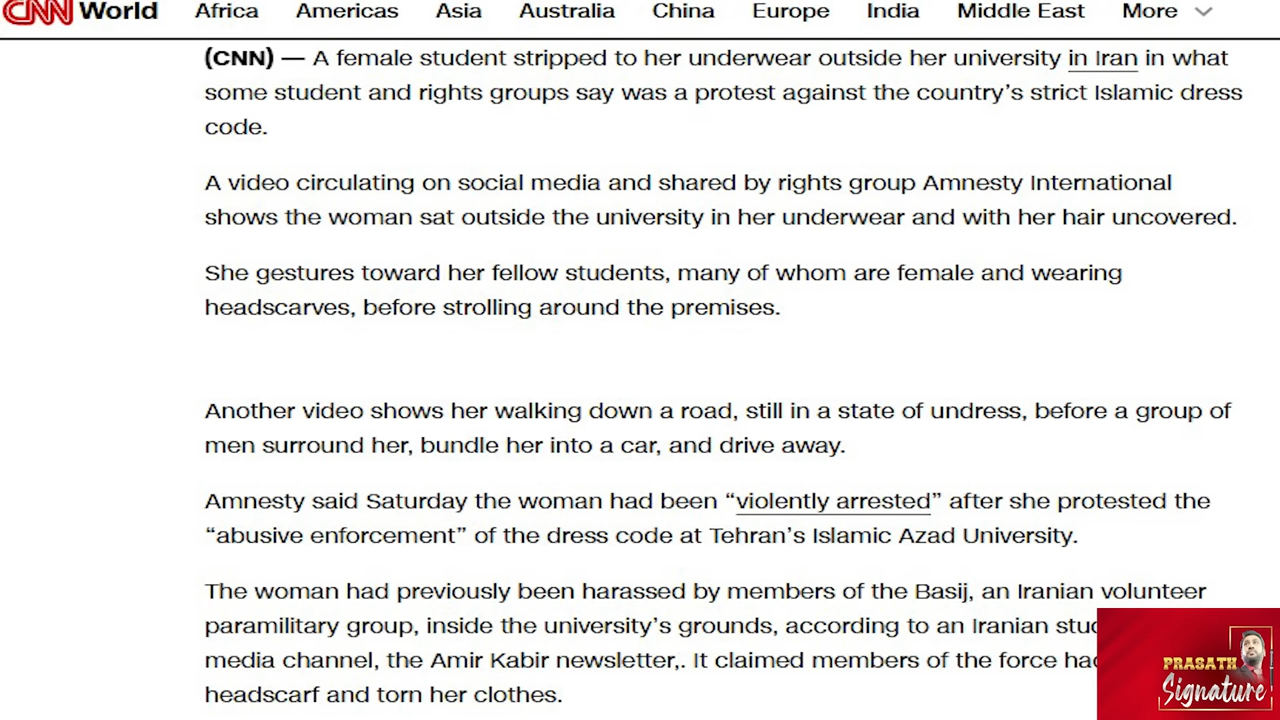 CNN World Africa Americas Asia Australia China Europe India Middle East More
(CNN) — A female student stripped to her underwear outside her university in Iran in what
some student and rights groups say was a protest against the country’s strict Islamic dress
code.
A video circulating on social media and shared by rights group Amnesty International
shows the woman sat outside the university in her underwear and with her hair uncovered.
She gestures toward her fellow students, many of whom are female and wearing
headscarves, before strolling around the premises.
Another video shows her walking down a road, still in a state of undress, before a group of
men surround her, bundle her into a car, and drive away.
Amnesty said Saturday the woman had been “violently arrested” after she protested the
“abusive enforcement” of the dress code at Tehran’s Islamic Azad University.
The woman had previously been harassed by members of the Basij, an Iranian volunteer
paramilitary group, inside the university’s grounds, according to an Iranian
media channel, the Amir Kabir newsletter,. It claimed members of the force
headscarf and torn her clothes.
PRASATH
Signature